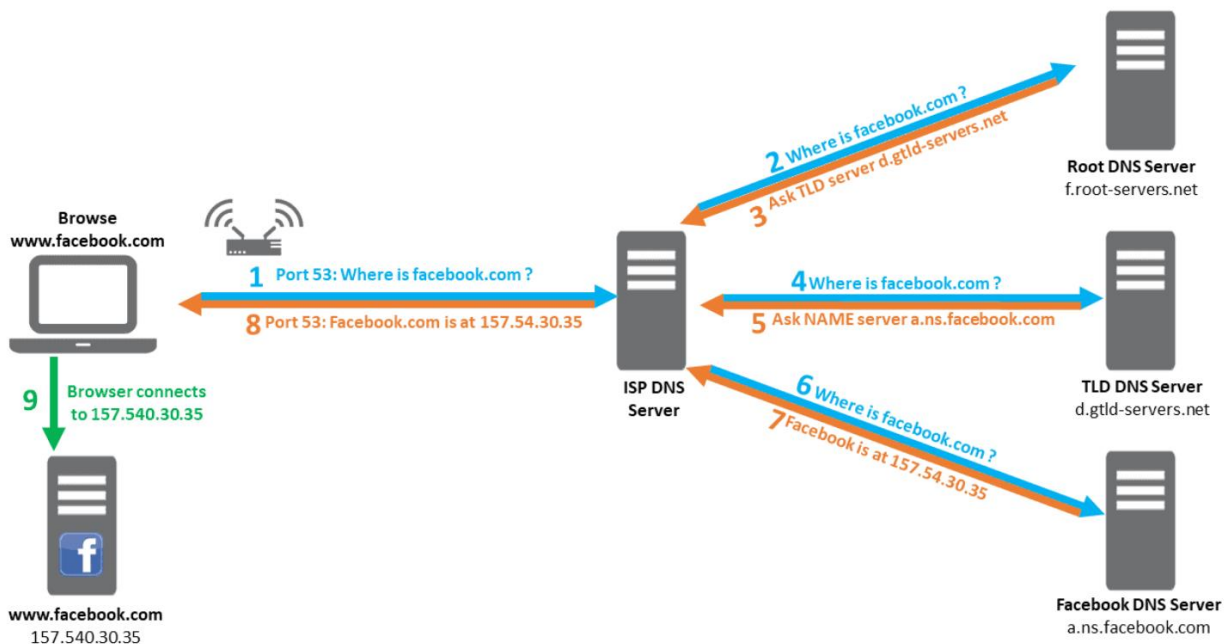 Browse
www.facebook.com
1 Port 53: Where is facebook.com ?
8 Port 53: Facebook.com is at 157.54.30.35
9 Browser connects
to 157.540.30.35
f
www.facebook.com
157.540.30.35
ISP DNS
Server
2 Where is facebook.com ?
3 Ask TLD server d.gtld-servers.net
Root DNS Server
f.root-servers.net
4 Where is facebook.com ?
5 Ask NAME server a.ns.facebook.com
TLD DNS Server
d.gtld-servers.net
6 Where is facebook.com ?
7 Facebook is at 157.54.30.35
Facebook DNS Server
a.ns.facebook.com